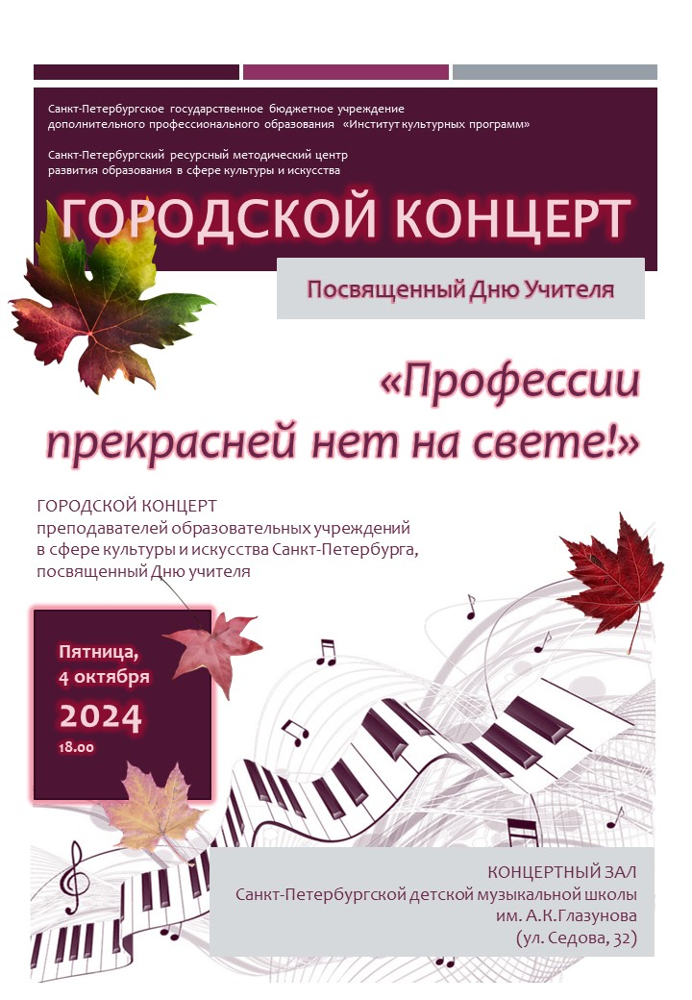 Санкт-Петербургское государственное бюджетное учреждение
дополнительного профессионального образования «Институт культурных программ»
Санкт-Петербургский ресурсный методический центр
развития образования в сфере культуры и искусства
ГОРОДСКОЙ КОНЦЕРТ
Посвященный Дню Учителя
«Профессии
прекрасней нет на свете!»
ГОРОДСКОЙ КОНЦЕРТ
преподавателей образовательных учреждений
в сфере культуры и искусства Санкт-Петербурга,
посвященный Дню учителя
Пятница,
4 октября
2024
18.00
КОНЦЕРТНЫЙ ЗАЛ
Санкт-Петербургской детской музыкальной школы
им. А.К.Глазунова
(ул. Седова, 32)